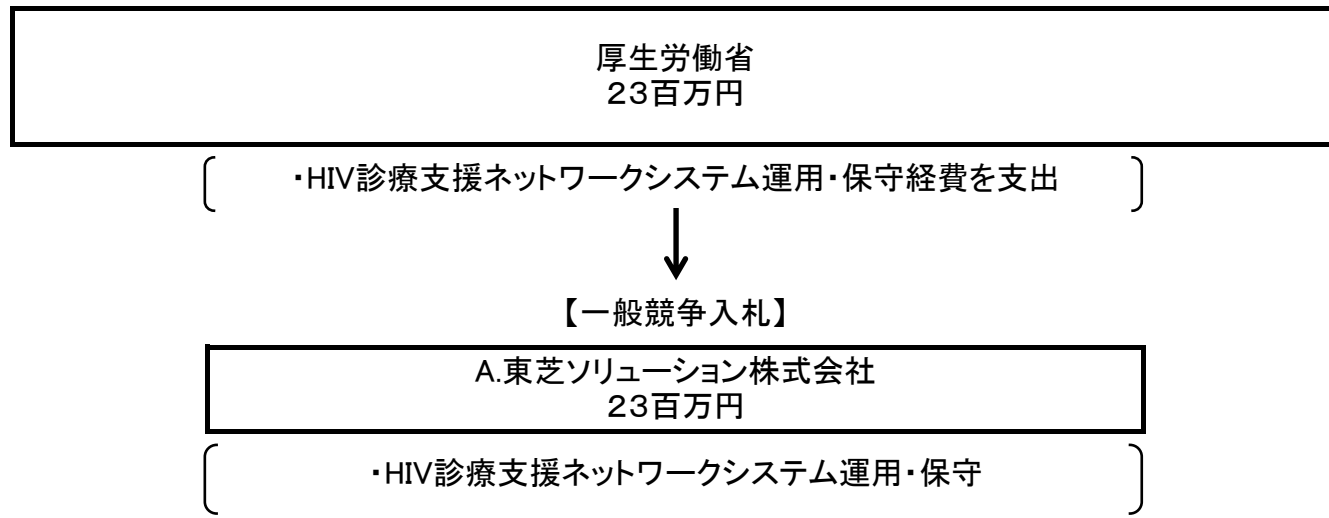 厚生労働省
２３百万円
・HIV診療支援ネットワークシステム運用・保守経費を支出
【一般競争入札】
A.東芝ソリューション株式会社
２３百万円
・HIV診療支援ネットワークシステム運用・保守